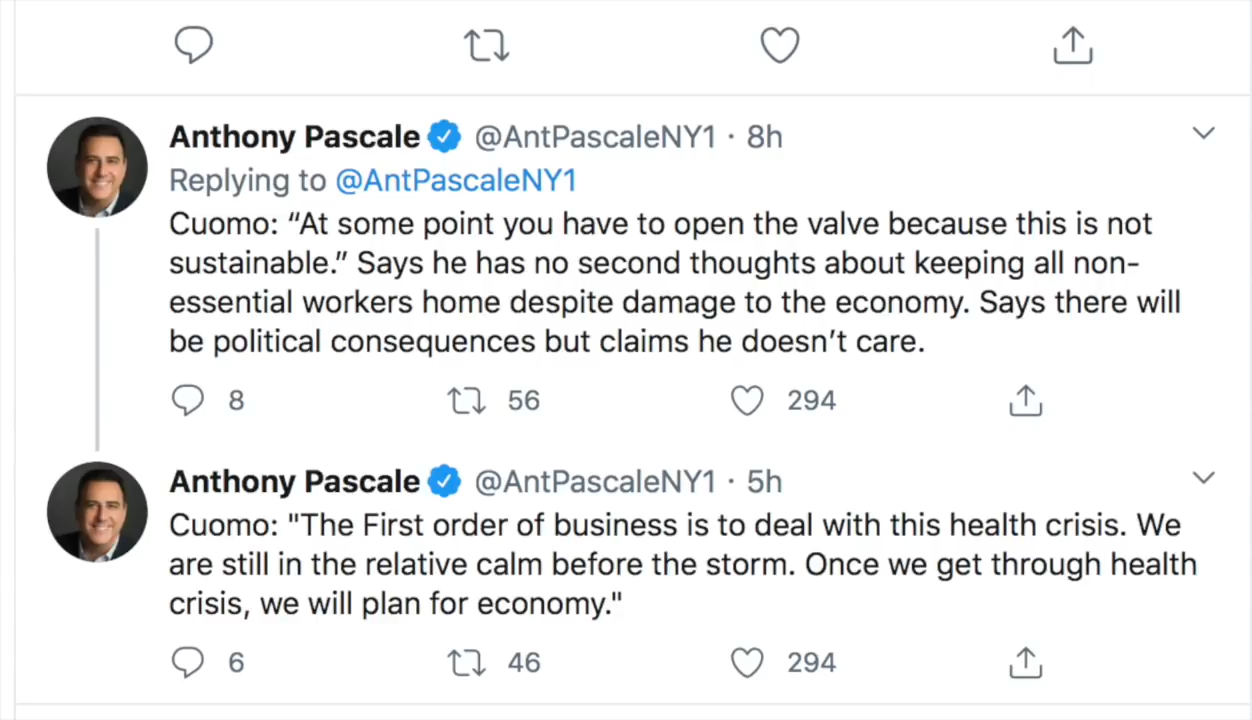 Anthony Pascale @AntPascaleNY1 · 8h
Replying to @AntPascaleNY1
Cuomo: “At some point you have to open the valve because this is not
sustainable.” Says he has no second thoughts about keeping all non-
essential workers home despite damage to the economy. Says there will
be political consequences but claims he doesn’t care.
8 56 294
Anthony Pascale @AntPascaleNY1 · 5h
Cuomo: "The First order of business is to deal with this health crisis. We
are still in the relative calm before the storm. Once we get through health
crisis, we will plan for economy."
6 46 294